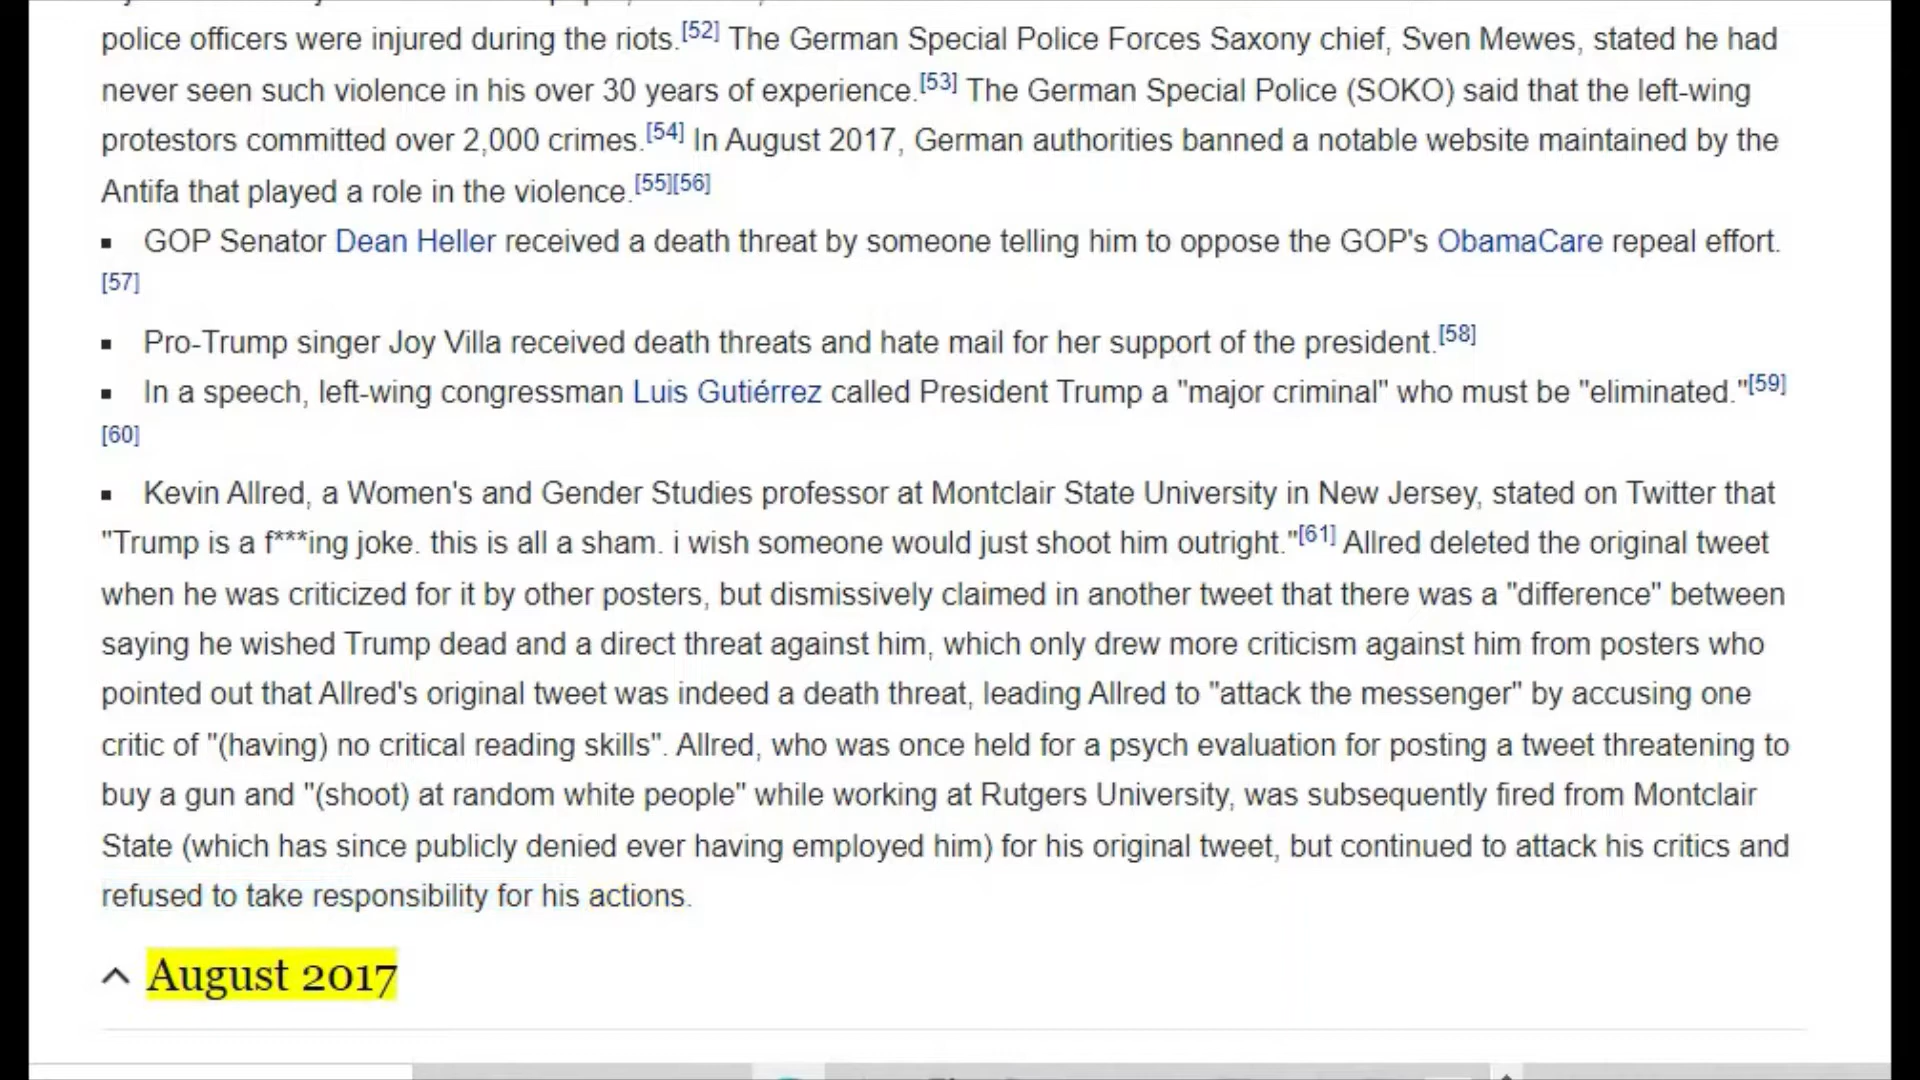 police officers were injured during the riots.[52] The German Special Police Forces Saxony chief, Sven Mewes, stated he had
never seen such violence in his over 30 years of experience.[53] The German Special Police (SOKO) said that the left-wing
protestors committed over 2,000 crimes.[54] In August 2017, German authorities banned a notable website maintained by the
Antifa that played a role in the violence.[55][56]
▪ GOP Senator Dean Heller received a death threat by someone telling him to oppose the GOP's ObamaCare repeal effort.
[57]
▪ Pro-Trump singer Joy Villa received death threats and hate mail for her support of the president.[58]
▪ In a speech, left-wing congressman Luis Gutiérrez called President Trump a "major criminal" who must be "eliminated."[59]
[60]
▪ Kevin Allred, a Women's and Gender Studies professor at Montclair State University in New Jersey, stated on Twitter that
"Trump is a f***ing joke. this is all a sham. i wish someone would just shoot him outright."[61] Allred deleted the original tweet
when he was criticized for it by other posters, but dismissively claimed in another tweet that there was a "difference" between
saying he wished Trump dead and a direct threat against him, which only drew more criticism against him from posters who
pointed out that Allred's original tweet was indeed a death threat, leading Allred to "attack the messenger" by accusing one
critic of "(having) no critical reading skills". Allred, who was once held for a psych evaluation for posting a tweet threatening to
buy a gun and "(shoot) at random white people" while working at Rutgers University, was subsequently fired from Montclair
State (which has since publicly denied ever having employed him) for his original tweet, but continued to attack his critics and
refused to take responsibility for his actions.
August 2017